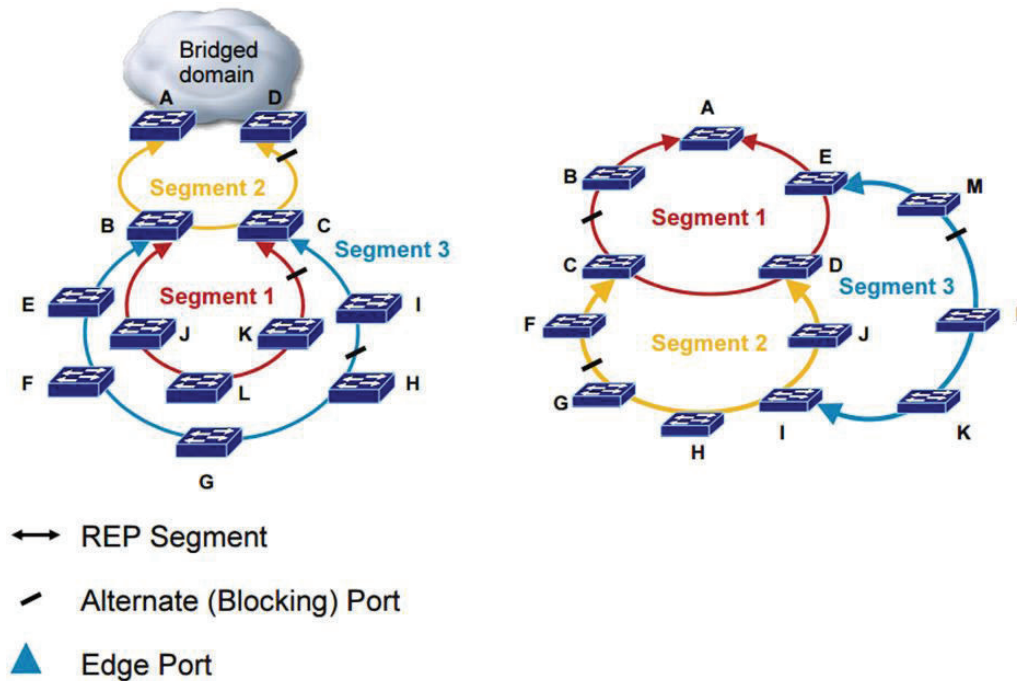 Bridged
domain
A
D
Segment 2
B
C
Segment 3
Segment 1
E
I
J
K
F
L
H
G
A
B
E
M
Segment 1
C
D
Segment 3
F
Segment 2
J
G
I
K
H
REP Segment
Alternate (Blocking) Port
Edge Port